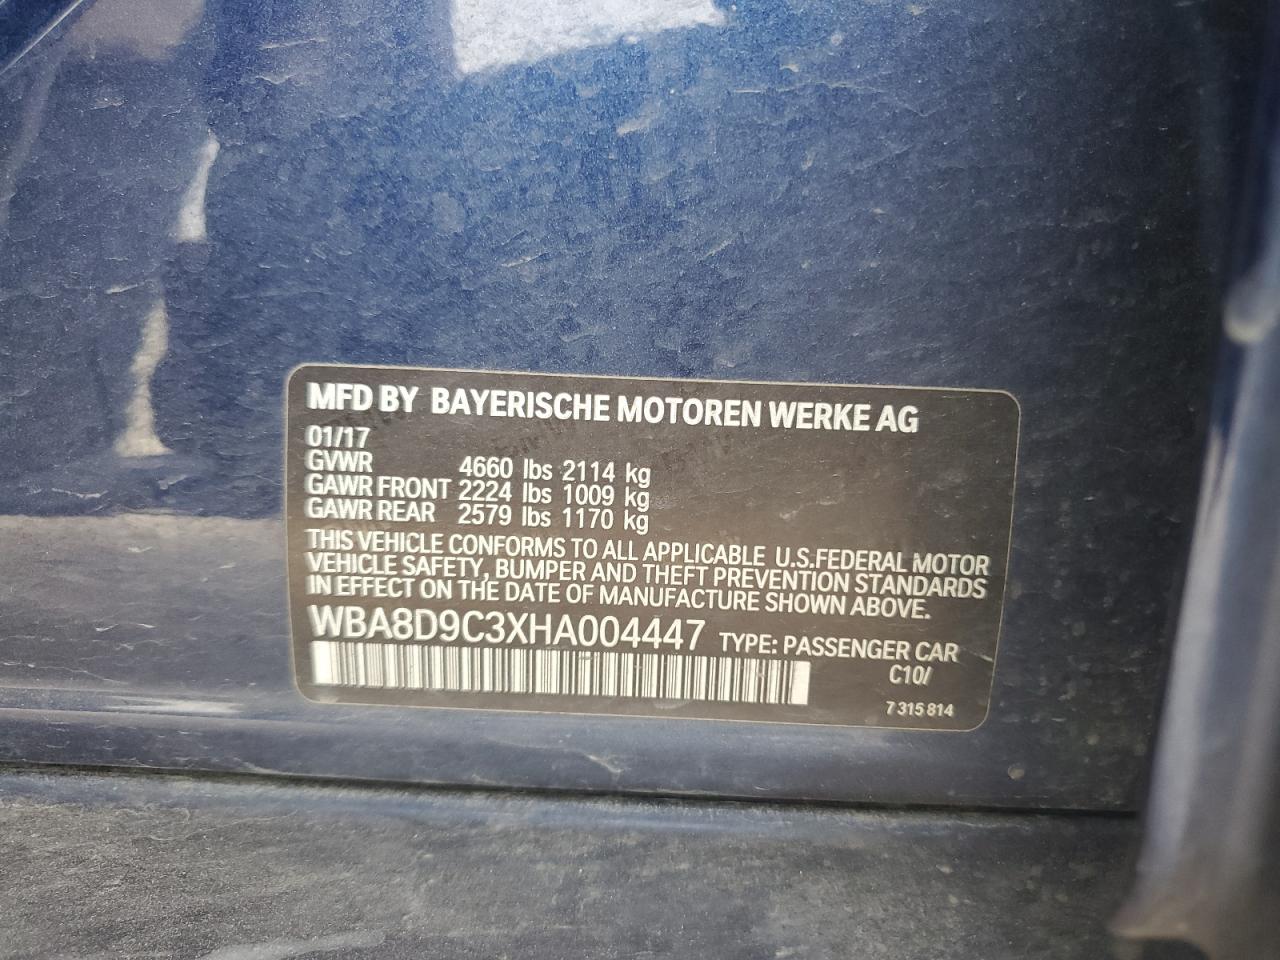 MFD BY BAYERISCHE MOTOREN WERKE AG
01/17
GVWR 4660 lbs 2114 kg
GAWR FRONT 2224 lbs 1009 kg
GAWR REAR 2579 lbs 1170 kg
THIS VEHICLE CONFORMS TO ALL APPLICABLE U.S.FEDERAL MOTOR
VEHICLE SAFETY, BUMPER AND THEFT PREVENTION STANDARDS
IN EFFECT ON THE DATE OF MANUFACTURE SHOWN ABOVE.
WBA8D9C3XHA004447 TYPE: PASSENGER CAR
C10/
7 315 814